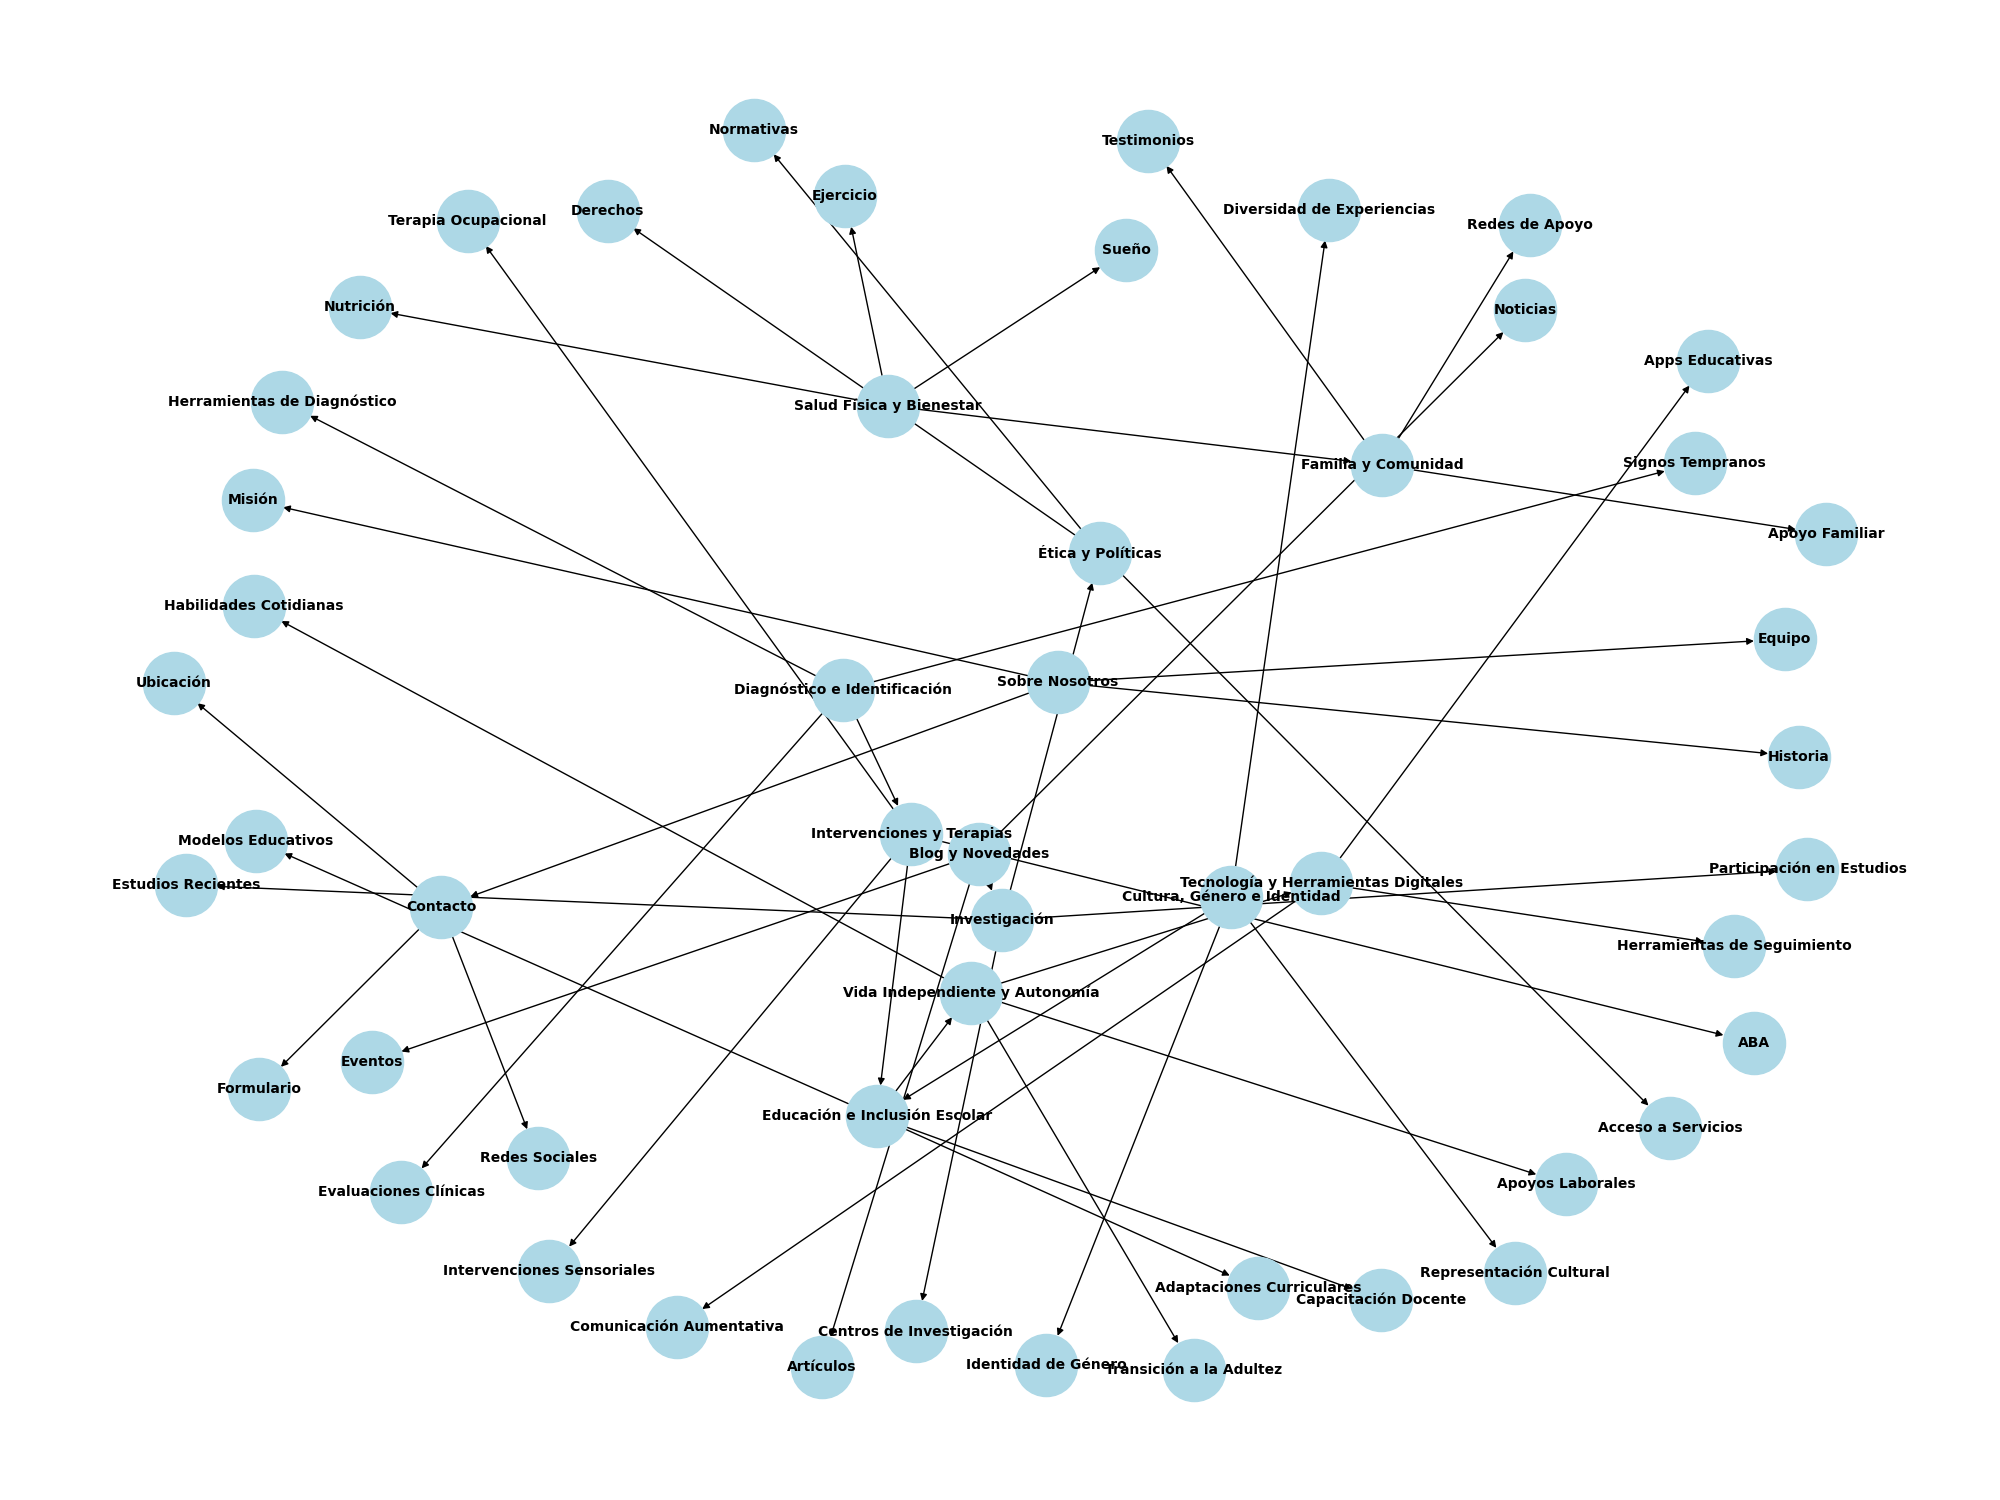 Normativas
Testimonios
Ejercicio
Diversidad de Experiencias
Derechos
Terapia Ocupacional
Redes de Apoyo
Sueño
Nutrición
Noticias
Apps Educativas
Herramientas de Diagnóstico
Salud Física y Bienestar
Signos Tempranos
Familia y Comunidad
Misión
Apoyo Familiar
Ética y Políticas
Habilidades Cotidianas
Equipo
Ubicación
Sobre Nosotros
Diagnóstico e Identificación
Historia
Intervenciones y Terapias
Modelos Educativos
Blog y Novedades
Participación en Estudios
Estudios Recientes
Tecnología y Herramientas Digitales
Cultura, Género e Identidad
Contacto
Investigación
Herramientas de Seguimiento
Vida Independiente y Autonomía
ABA
Eventos
Formulario
Educación e Inclusión Escolar
Acceso a Servicios
Redes Sociales
Apoyos Laborales
Evaluaciones Clínicas
Intervenciones Sensoriales
Representación Cultural
Adaptaciones Curriculares
Capacitación Docente
Comunicación Aumentativa
Centros de Investigación
Artículos
Identidad de Género
Transición a la Adultez